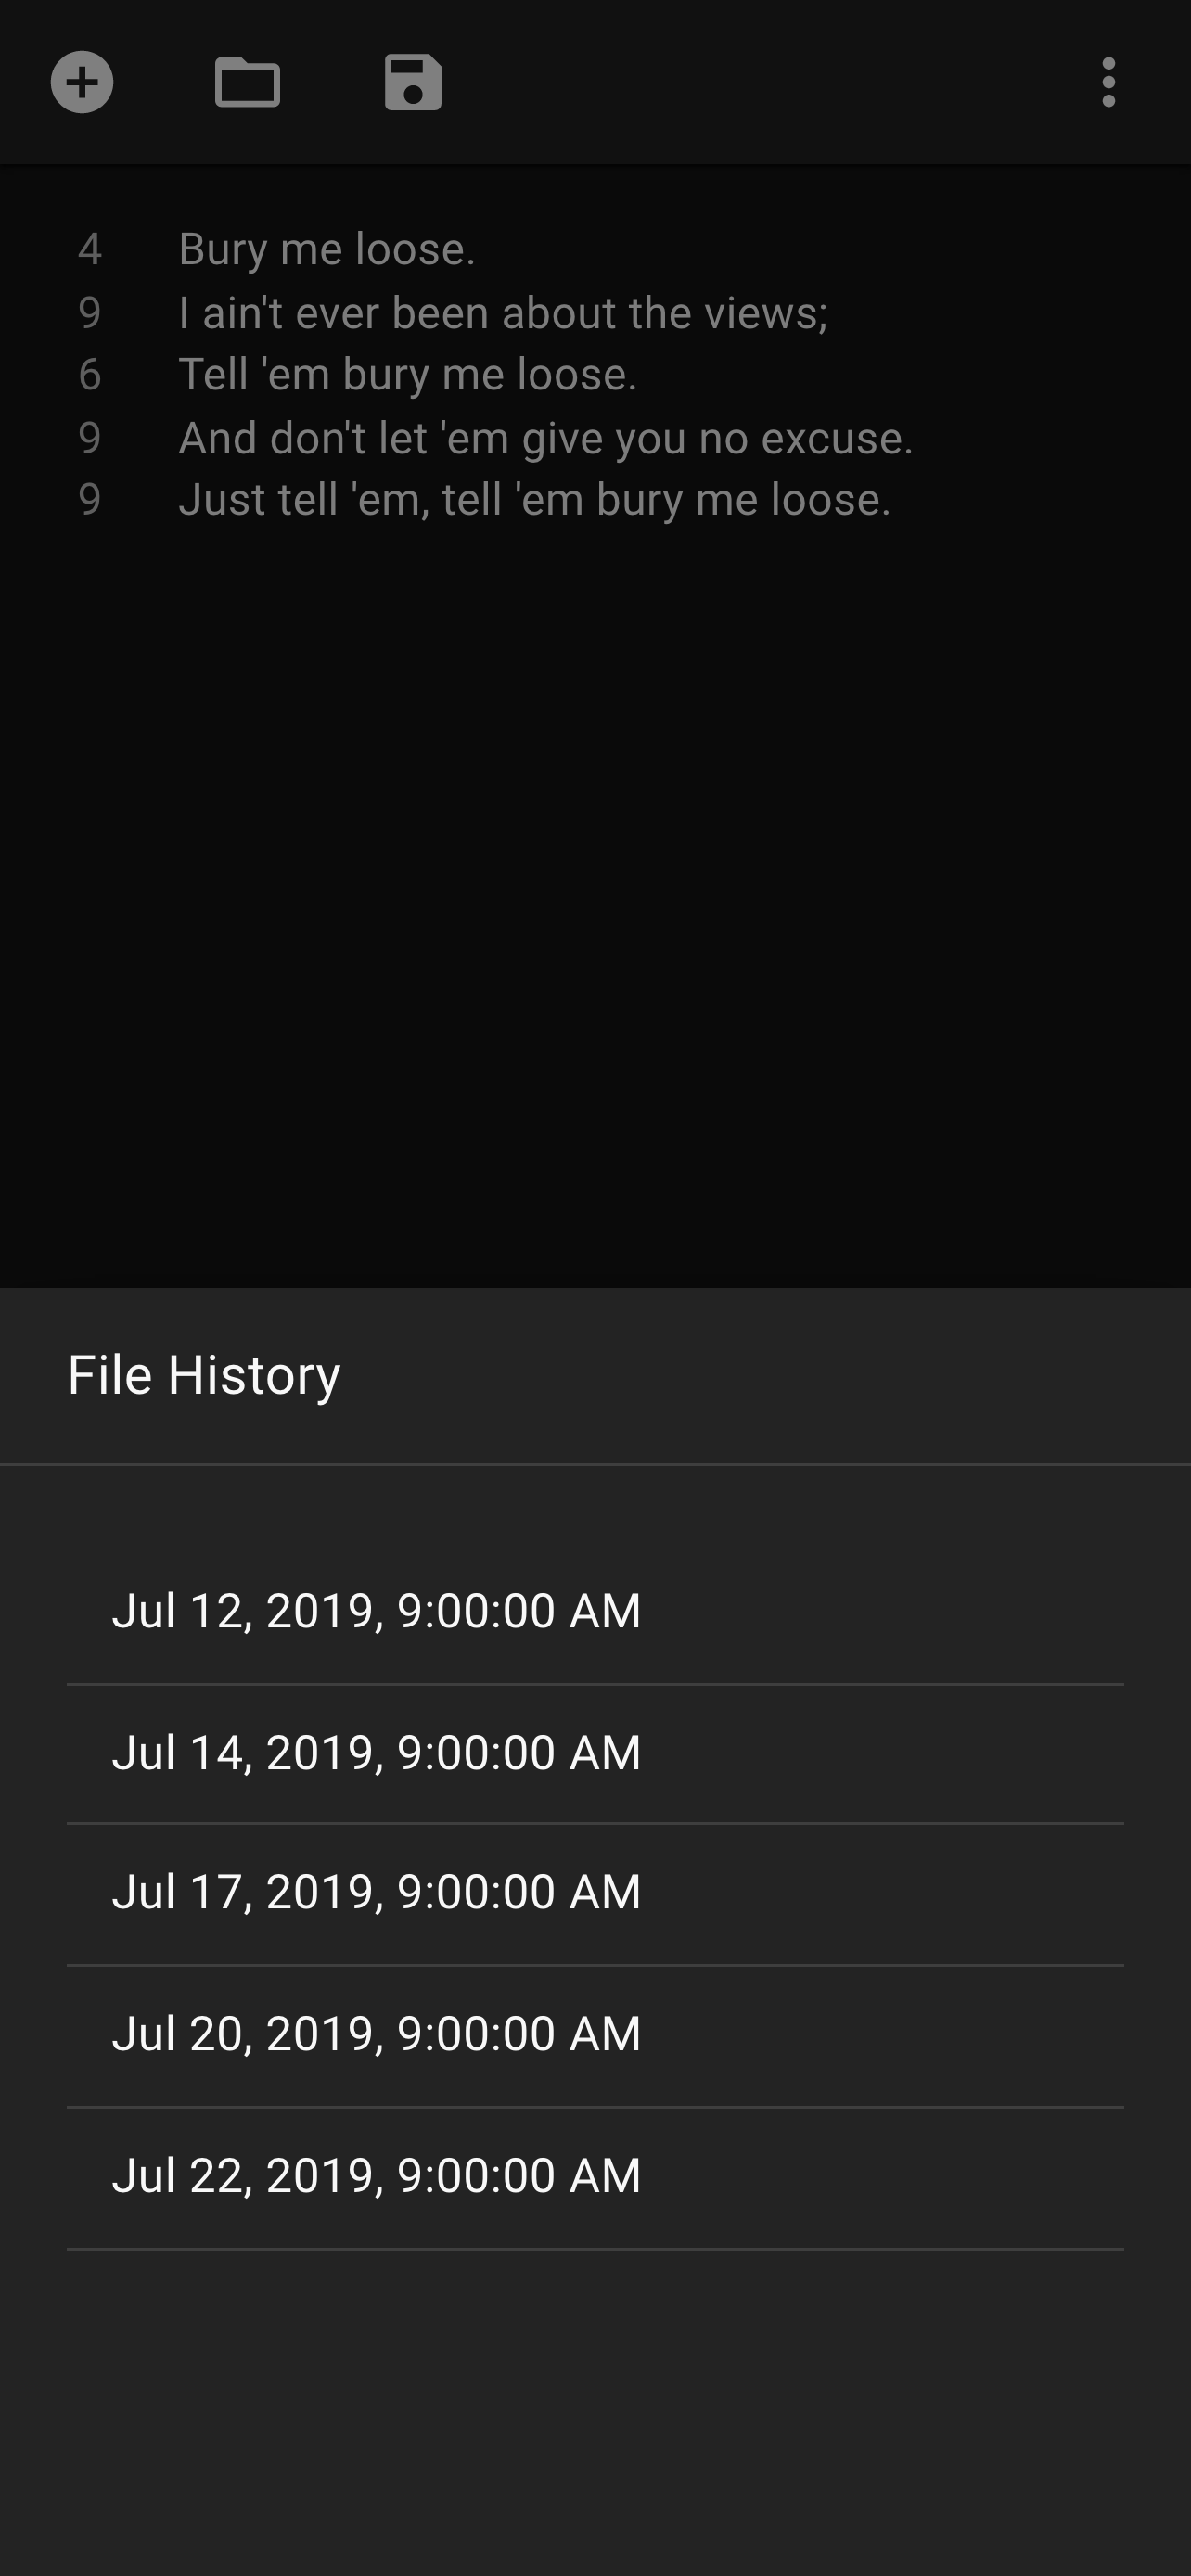 4 Bury me loose.
9 I ain't ever been about the views;
6 Tell 'em bury me loose.
9 And don't let 'em give you no excuse.
9 Just tell 'em, tell 'em bury me loose.
File History
Jul 12, 2019, 9:00:00 AM
Jul 14, 2019, 9:00:00 AM
Jul 17, 2019, 9:00:00 AM
Jul 20, 2019, 9:00:00 AM
Jul 22, 2019, 9:00:00 AM